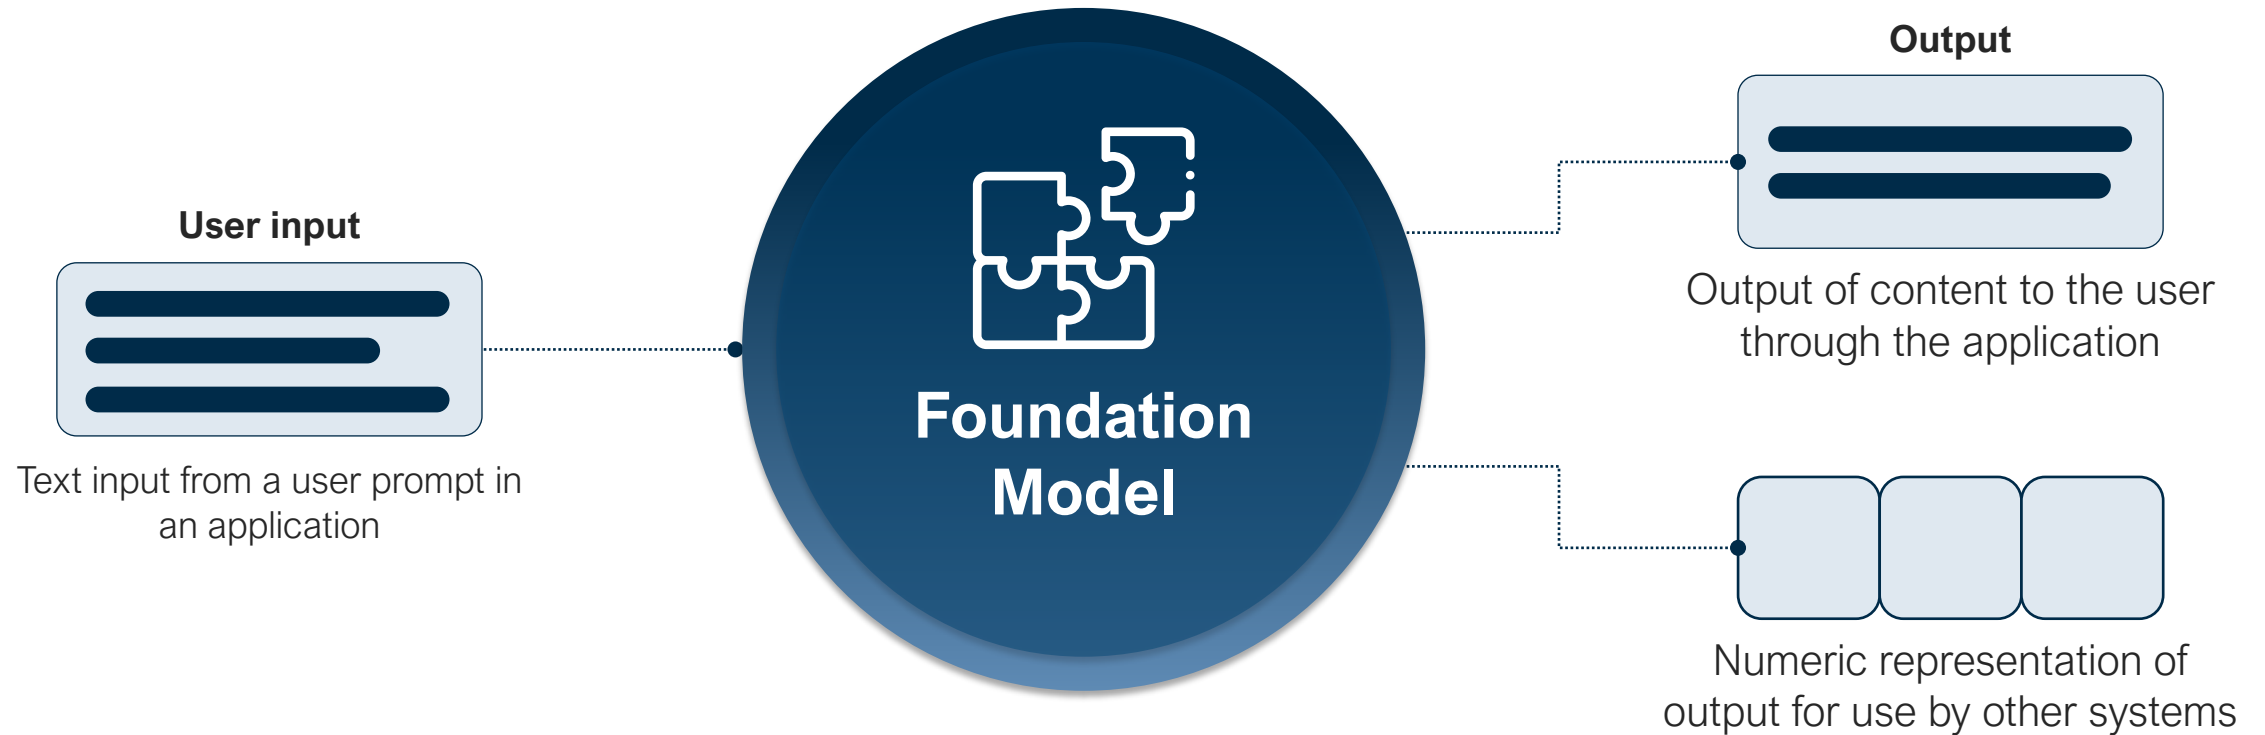 User input
Text input from a user prompt in
an application
Foundation
Model
Output
Output of content to the user
through the application
Numeric representation of
output for use by other systems